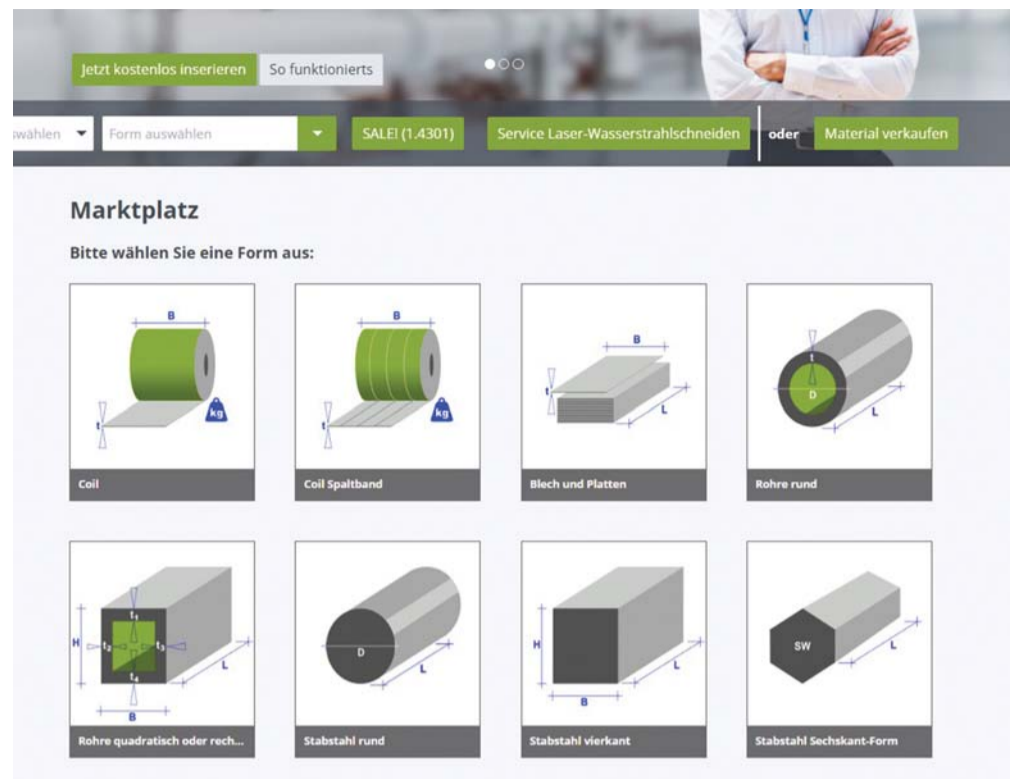 Jetzt kostenlos inserieren So funktionierts
swählen Form auswählen SALE! (1.4301) Service Laser-Wasserstrahlschneiden oder Material verkaufen
Marktplatz
Bitte wählen Sie eine Form aus:
B B B t
t kg t kg t L D L
Coil Coil Spaltband Blech und Platten Rohre rund
H t1 t2 t3 t4 L B D L H L B SW L
Rohre quadratisch oder rech... Stabstahl rund Stabstahl vierkant Stabstahl Sechskant-Form